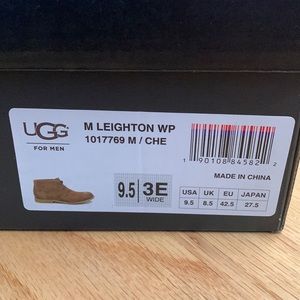 UGG
FOR MEN
M LEIGHTON WP
1017769 M / CHE
1 90108 84582 2
MADE IN CHINA
9.5 3E
WIDE
USA UK EU JAPAN
9.5 8.5 42.5 27.5